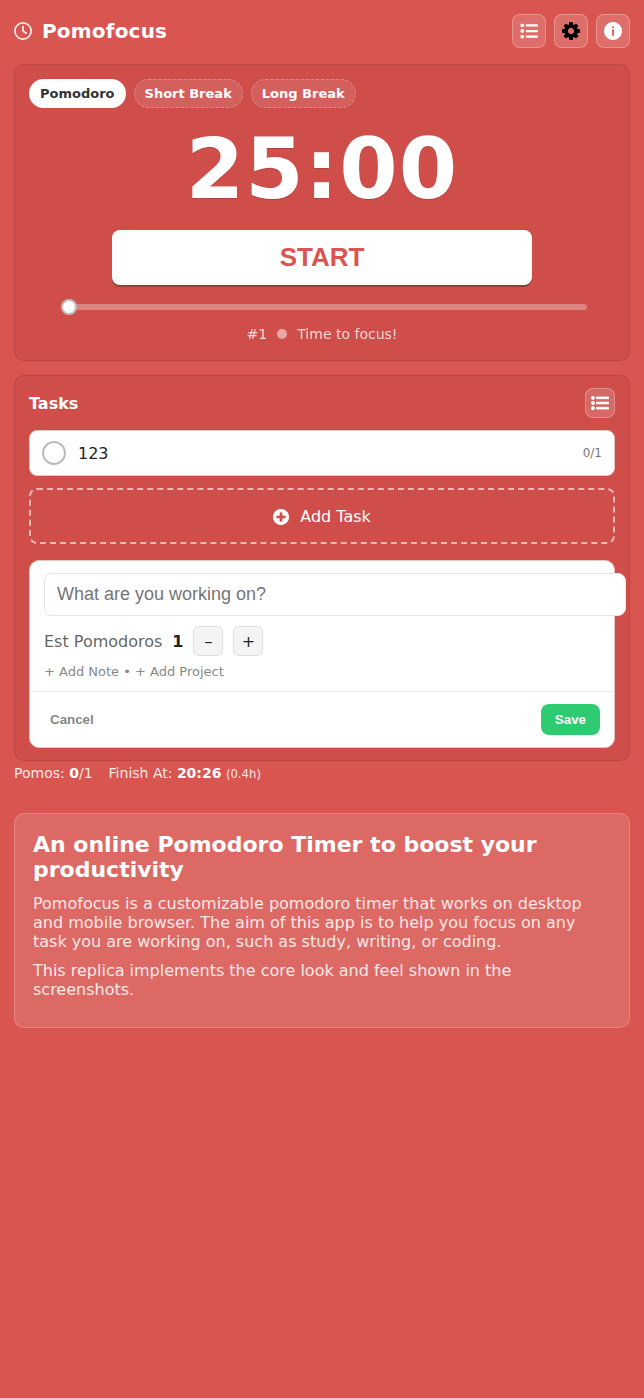 Pomofocus
Pomodoro Short Break Long Break
25:00
START
#1 Time to focus!
Tasks
123 0/1
Add Task
What are you working on?
Est Pomodoros 1 – +
+ Add Note • + Add Project
Cancel Save
Pomos: 0/1 Finish At: 20:26 (0.4h)
An online Pomodoro Timer to boost your
productivity
Pomofocus is a customizable pomodoro timer that works on desktop
and mobile browser. The aim of this app is to help you focus on any
task you are working on, such as study, writing, or coding.
This replica implements the core look and feel shown in the
screenshots.